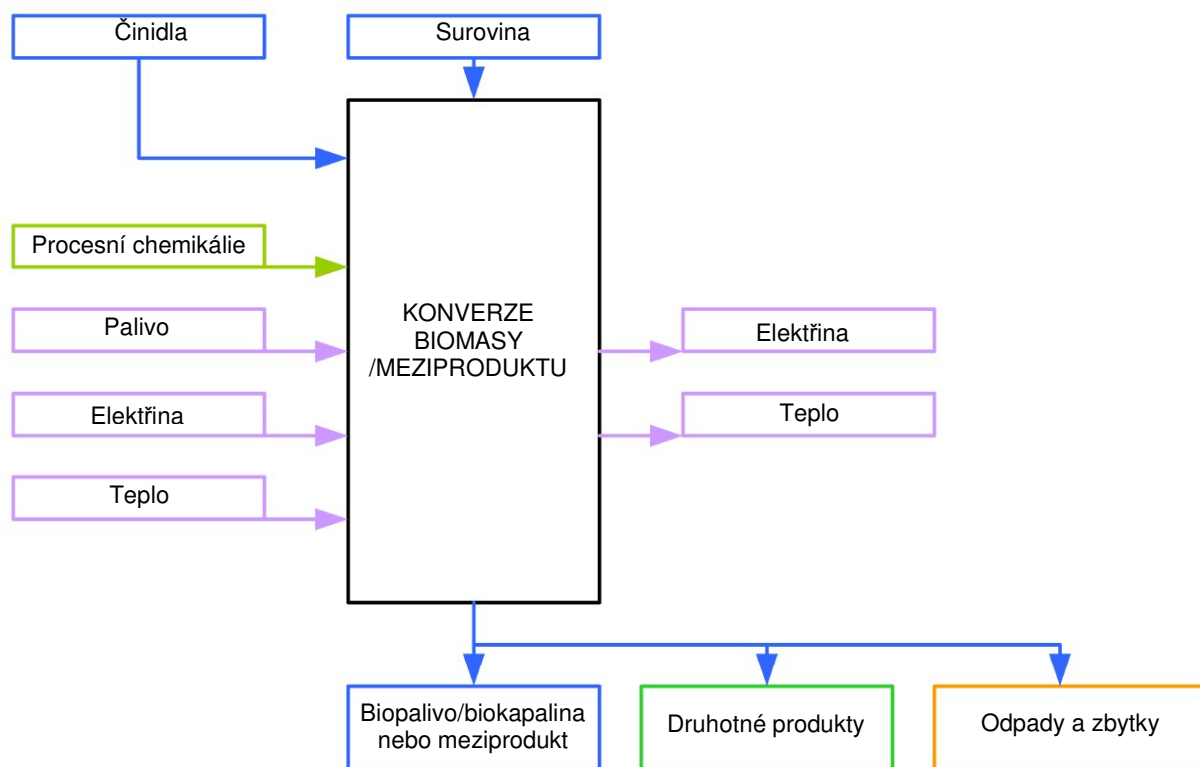 Činidla
Surovina
Procesní chemikálie
Palivo
Elektřina
Teplo
KONVERZE
BIOMASY
/MEZIPRODUKTU
Elektřina
Teplo
Biopalivo/biokapalina
nebo meziprodukt
Druhotné produkty
Odpady a zbytky